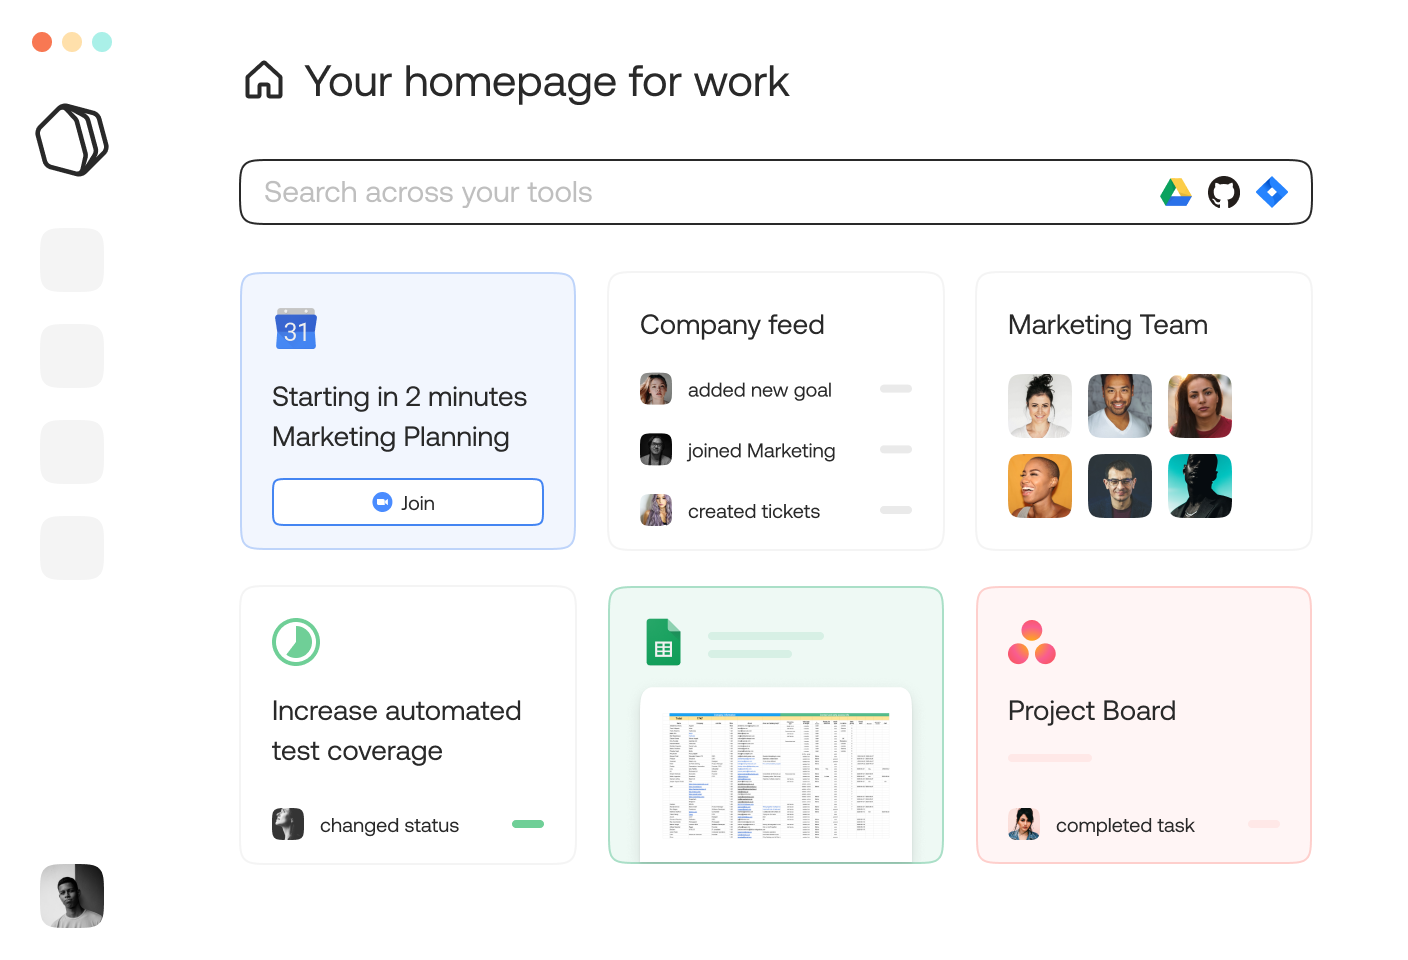 Your homepage for work
Search across your tools
31
Starting in 2 minutes
Marketing Planning
Join
Company feed
added new goal
joined Marketing
created tickets
Marketing Team
Increase automated
test coverage
changed status
Project Board
completed task